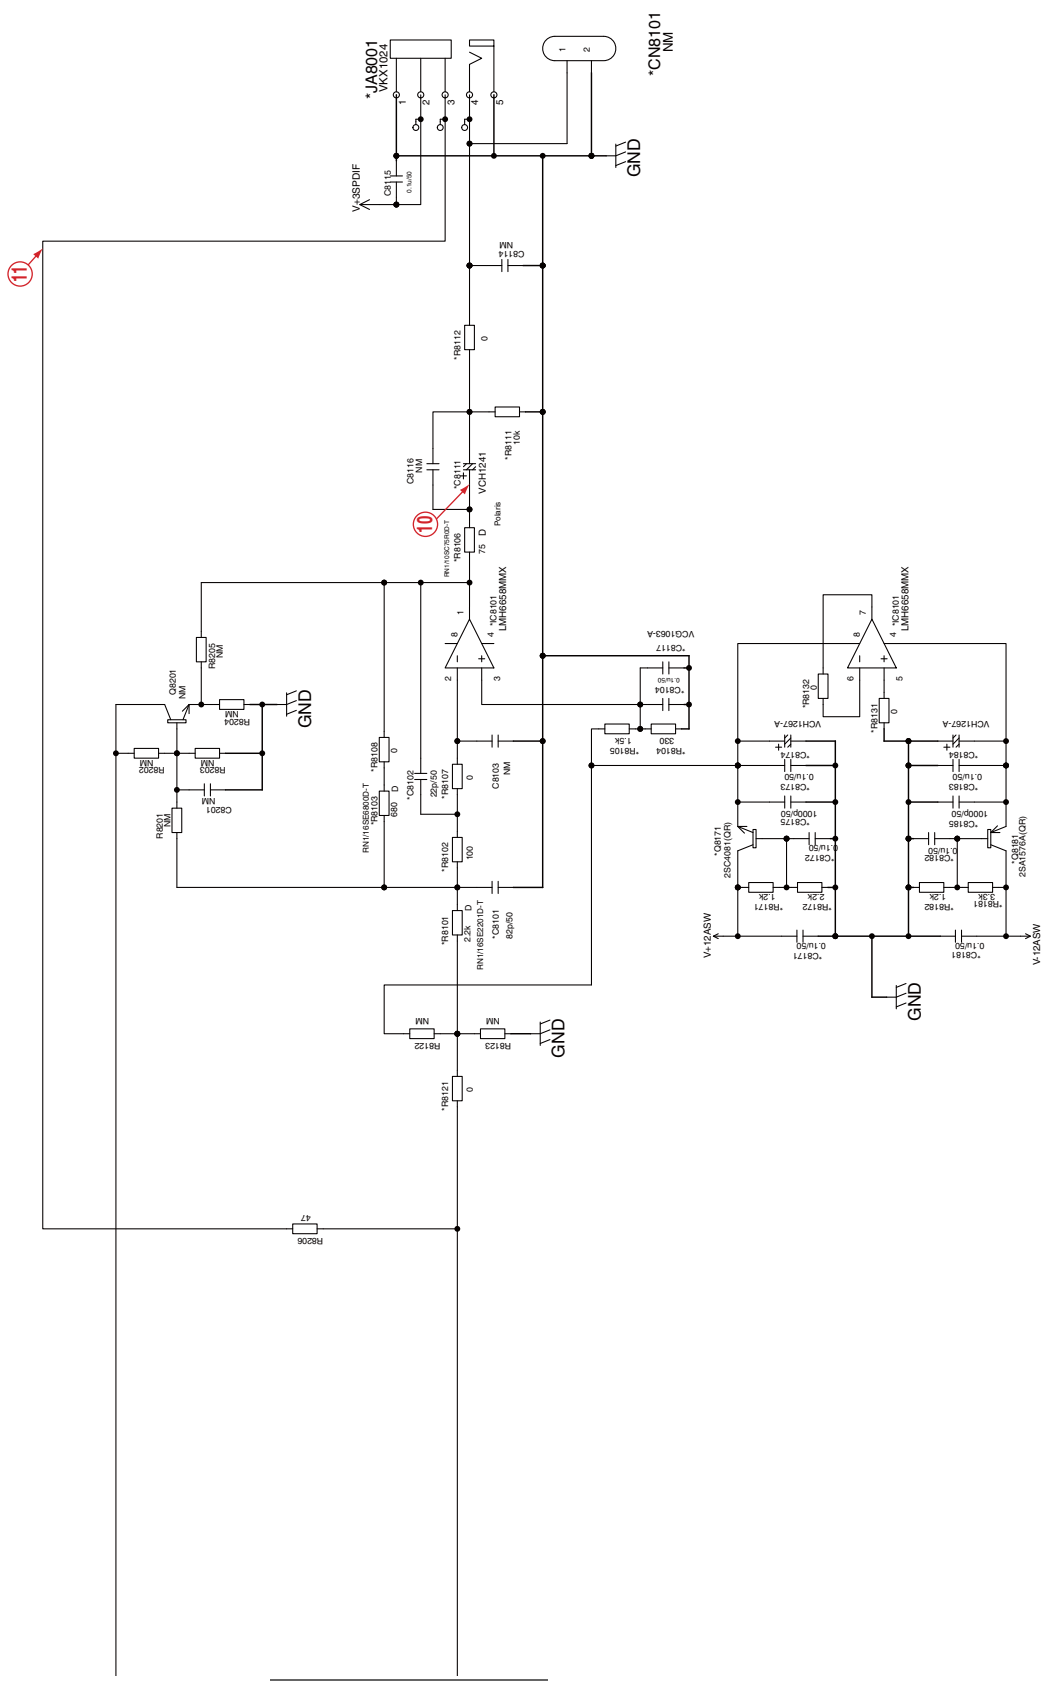 *JA8001
VKX1024
1
2
3
4
5
1
2
*CN8101
NM
GND
V+3SPDIF
C8115
0.1u/50
11
C8114
NM
*R8112
0
C8116
NM
*C8111
+
VCH1241
*R8111
10k
10
RN1/10SC75R0D-T
*R8106
75
D
Polaris
R8205
NM
Q8201
NM
R8204
NM
GND
R8202
NM
R8203
NM
C8201
NM
R8201
NM
*R8108
0
RN1/16SE6800D-T
*R8103
680
D
*C8102
22p/50
*R8107
0
C8103
NM
*R8102
100
1
8
4
2
3
*IC8101
LMH6658MMX
VCG1063-A
*C8117
0.1u/50
*C8104
*R8105
1.5k
*R8104
330
*R8101
2.2k
D
RN1/16SE2201D-T
*C8101
82p/50
R8122
NM
R8123
NM
GND
*R8121
0
R8206
47
*IC8101
LMH6658MMX
7
8
4
6
5
*R8132
0
*R8131
0
VCH1267-A
+
*C8174
0.1u/50
*C8173
1000p/50
*C8175
*Q8171
2SC4081(QR)
0.1u/50
*C8172
*R8171
1.2k
*R8172
2.2k
V+12ASW
0.1u/50
*C8171
VCH1267-A
+
*C8184
0.1u/50
*C8183
1000p/50
*C8185
*Q8181
2SA1576A(QR)
0.1u/50
*C8182
*R8182
1.2k
*R8181
3.3k
V-12ASW
0.1u/50
*C8181
GND